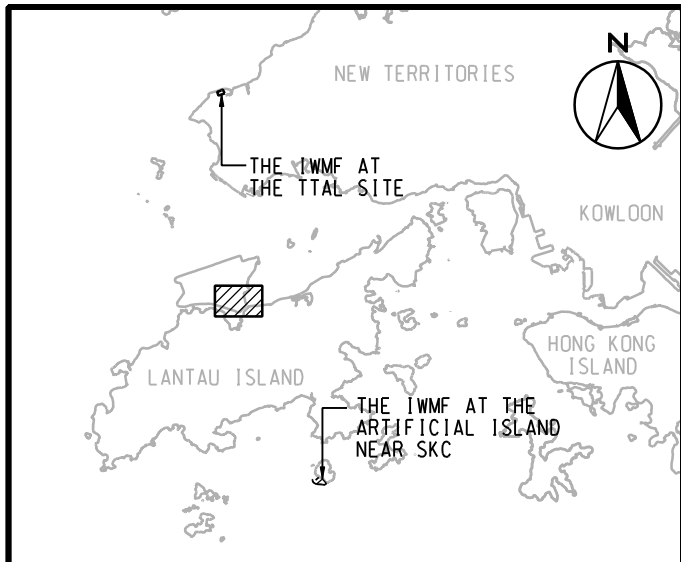 N
NEW TERRITORIES
THE IWMF AT
THE TTAL SITE
KOWLOON
HONG KONG
ISLAND
LANTAU ISLAND
THE IWMF AT THE
ARTIFICIAL ISLAND
NEAR SKC